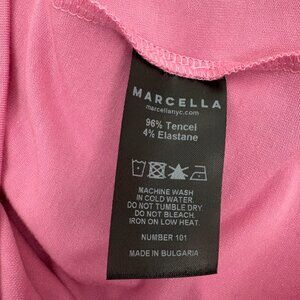 MARCELLA
marcellanyc.com
96% Tencel
4% Elastane
MACHINE WASH
IN COLD WATER.
DO NOT TUMBLE DRY.
DO NOT BLEACH.
IRON ON LOW HEAT
NUMBER 101
MADE IN BULGARIA